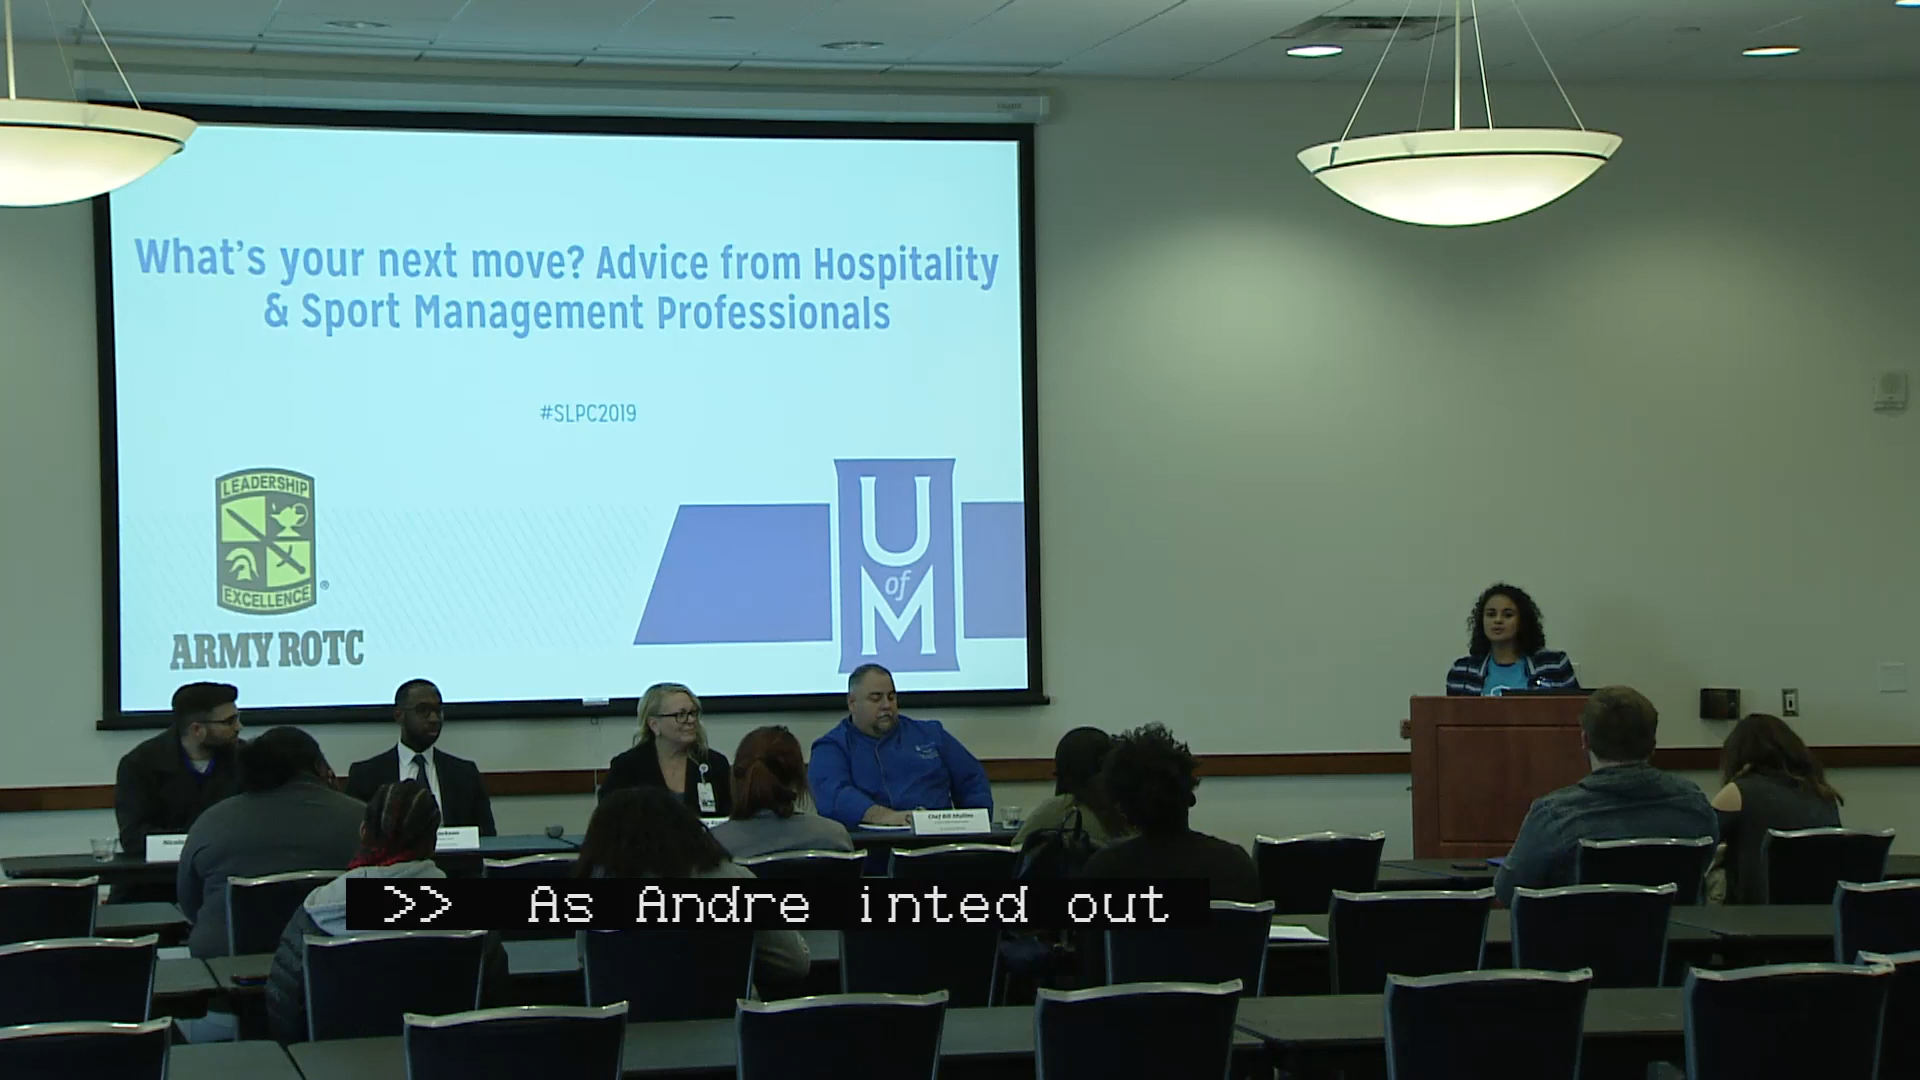 What's your next move? Advice from Hospitality
& Sport Management Professionals
#SLPC2019
LEADERSHIP
EXCELLENCE
®
ARMY ROTC
U
of
M
Chef Bill Mullins
>> As Andre inted out